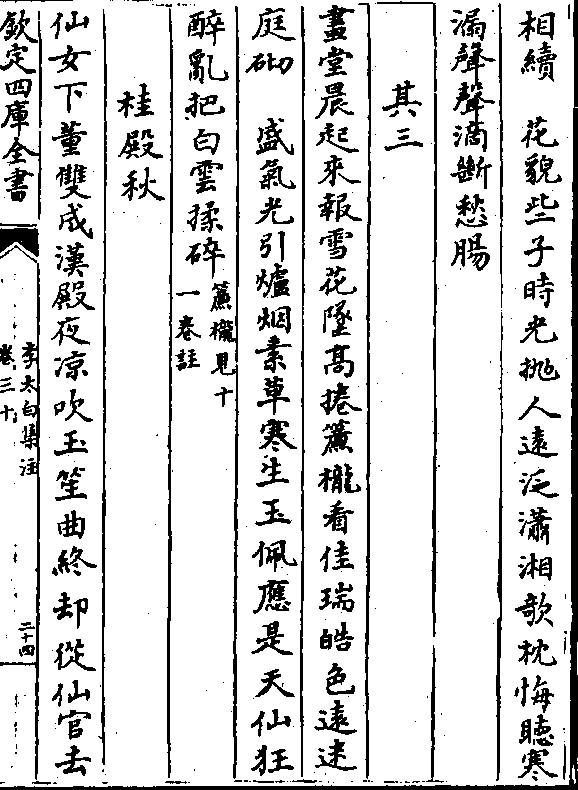 相續　花貌些子時光抛人遠泛瀟湘歌枕悔聽寒
漏聲聲滴斷愁腸
其三
畫堂晨起來報雪花墜髙捲簾櫳看佳瑞皓色遠迷
庭砌　盛氣光引爐烟素草寒生玉佩應是天仙狂
醉亂把白雲揉碎簾櫳見十一卷註
桂殿秋
仙女下董雙成漢殿夜凉吹玉笙曲終却從仙官去
欽定四庫全書
李太白集注
卷三十
二十四